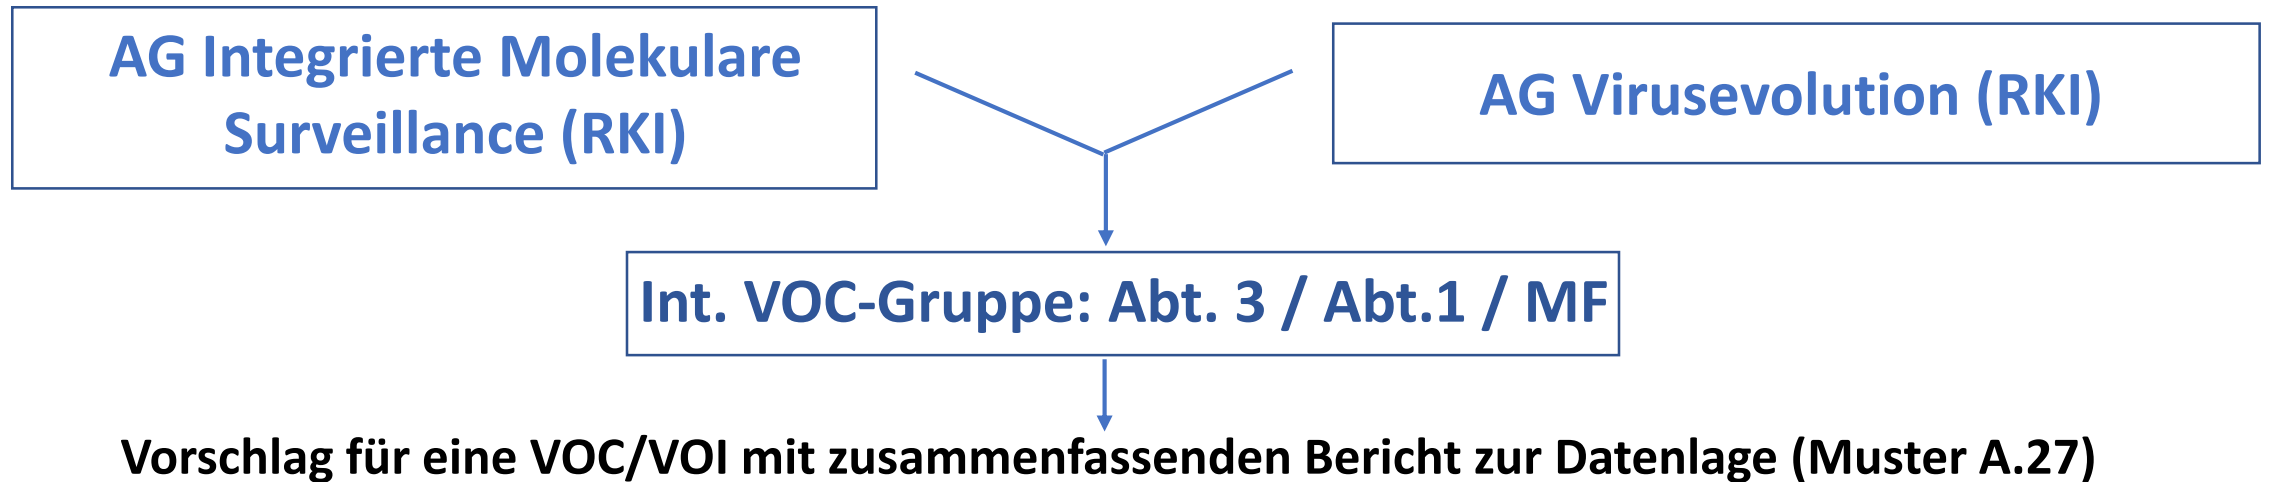 AG Integrierte Molekulare
Surveillance (RKI)
AG Virusevolution (RKI)
Int. VOC-Gruppe: Abt. 3 / Abt.1 / MF
Vorschlag für eine VOC/VOI mit zusammenfassenden Bericht zur Datenlage (Muster A.27)